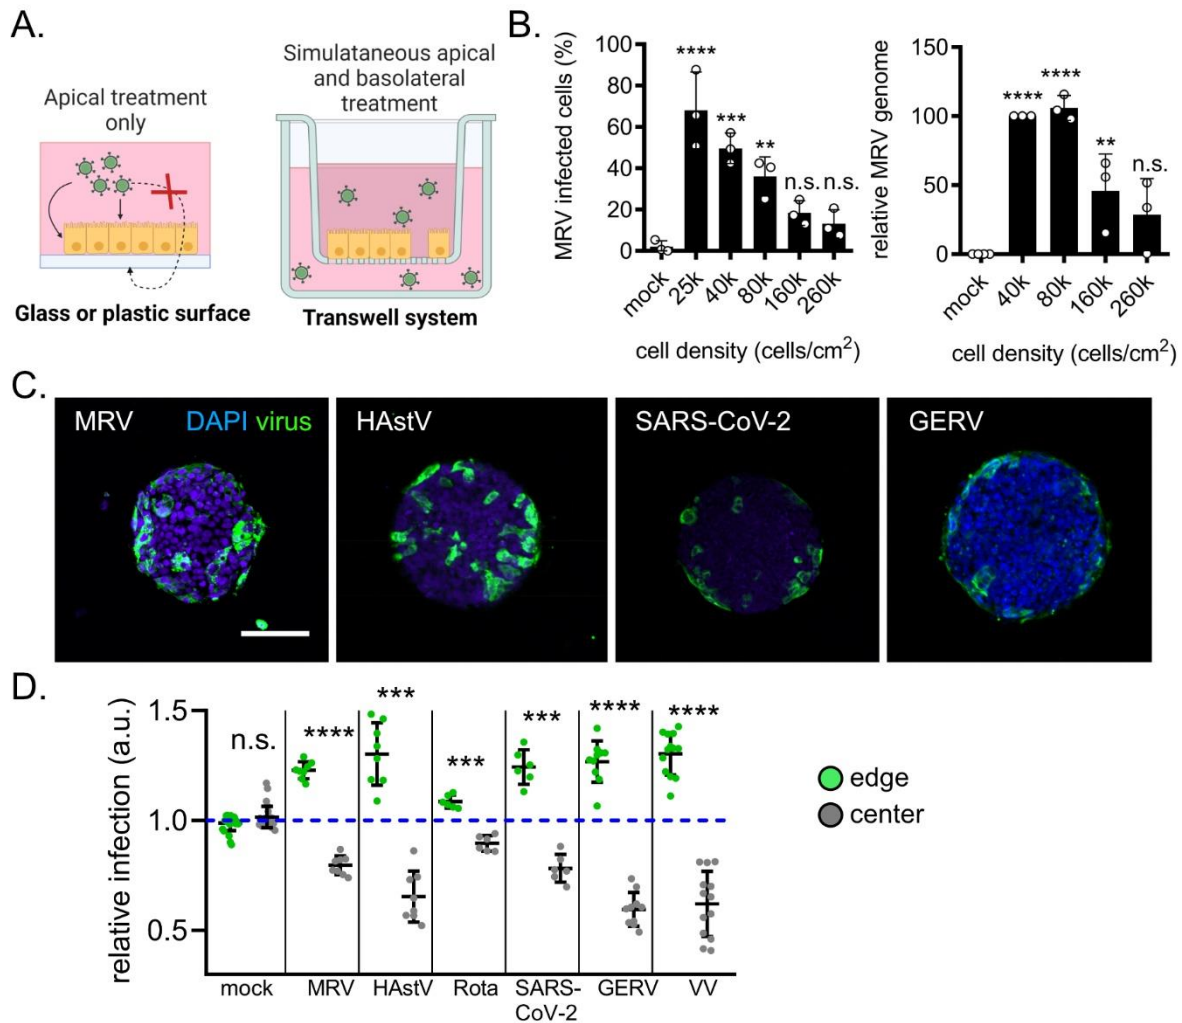 A.
Apical treatment
only
Glass or plastic surface
Simulataneous apical
and basolateral
treatment
Transwell system
B.
MRV infected cells (%)
100
80
60
40
20
0
****
***
**
n.s.
n.s.
mock
25k
40k
80k
160k
260k
cell density (cells/cm²)
relative MRV genome
150
100
50
0
****
****
**
n.s.
mock
40k
80k
160k
260k
cell density (cells/cm²)
C.
MRV
DAPI virus
HAstV
SARS-CoV-2
GERV
D.
relative infection (a.u.)
1.5
1.0
0.5
n.s.
****
***
***
***
****
****
mock
MRV
HAstV
Rota
SARS-
CoV-2
GERV
VV
edge
center